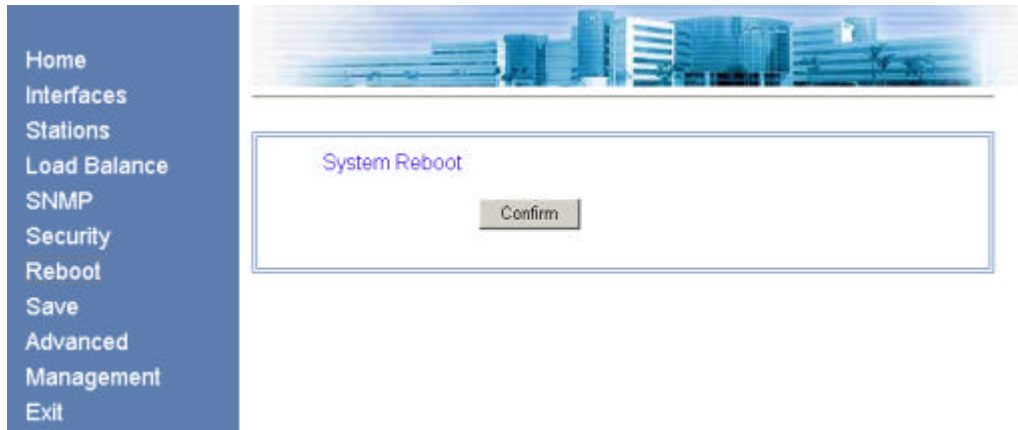 Home
Interfaces
Stations
Load Balance
SNMP
Security
Reboot
Save
Advanced
Management
Exit
System Reboot
Confirm